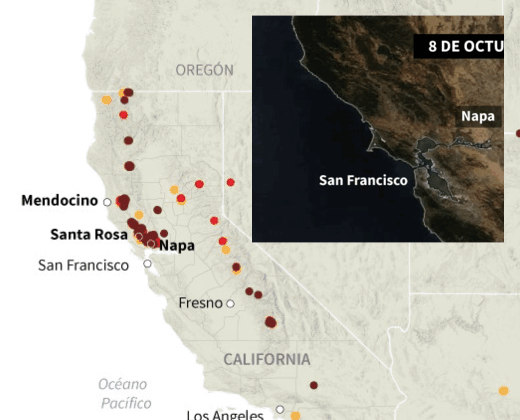 8 DE OCTU
OREGÓN
Napa
San Francisco
Mendocino
Santa Rosa
Napa
San Francisco
Fresno
CALIFORNIA
Océano
Pacífico
Los Angeles